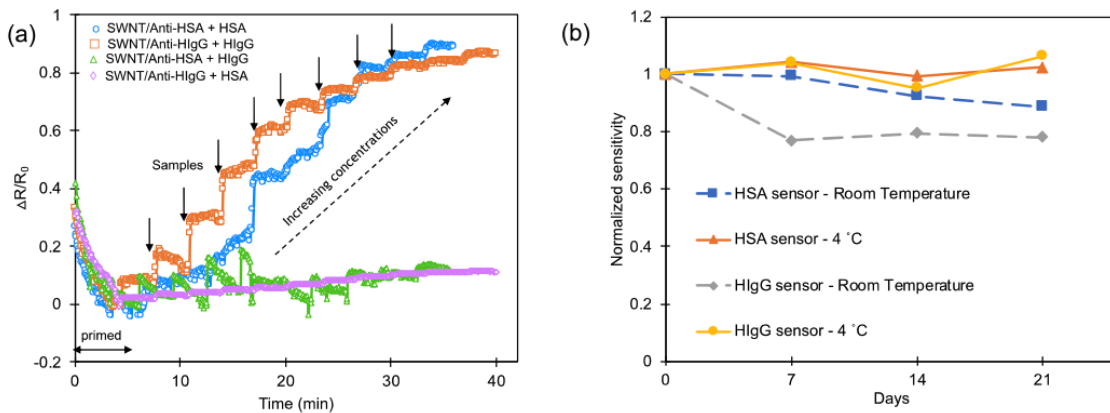 (a)
SWNT/Anti-HSA + HSA
SWNT/Anti-HIgG + HIgG
SWNT/Anti-HSA + HIgG
SWNT/Anti-HIgG + HSA
Samples
Increasing concentrations
primed
ΔR/R₀
1
0.8
0.6
0.4
0.2
0
-0.2
0
10
20
30
40
Time (min)
(b)
Normalized sensitivity
1.2
1
0.8
0.6
0.4
0.2
0
HSA sensor - Room Temperature
HSA sensor - 4 ˚C
HIgG sensor - Room Temperature
HIgG sensor - 4 ˚C
0
7
14
21
Days